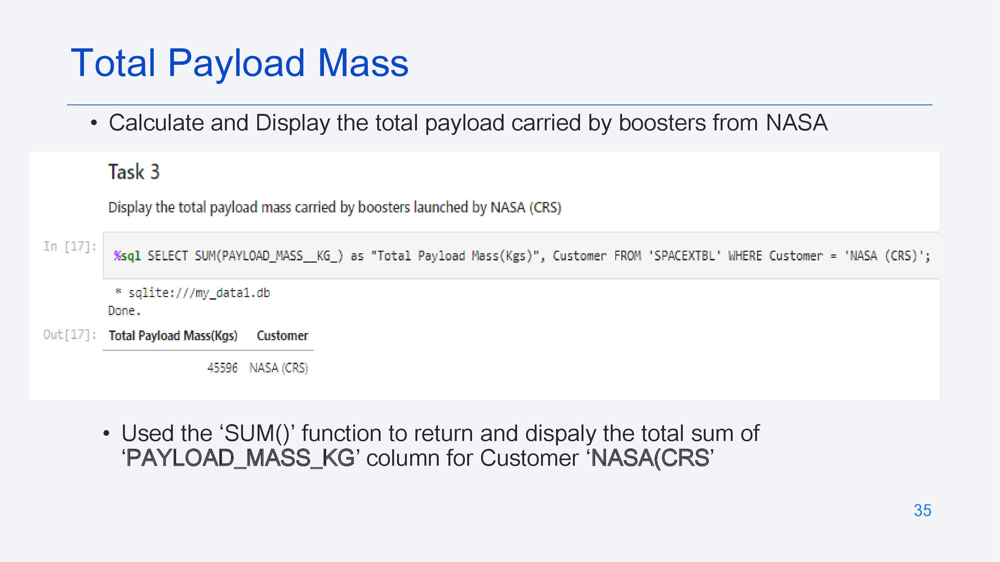 Total Payload Mass
• Calculate and Display the total payload carried by boosters from NASA
Task 3
Display the total payload mass carried by boosters launched by NASA (CRS)
In [17]:
%sql SELECT SUM(PAYLOAD_MASS__KG_) as "Total Payload Mass(Kgs)", Customer FROM 'SPACEXTBL' WHERE Customer = 'NASA (CRS)';
* sqlite:///my_data1.db
Done.
Out[17]: Total Payload Mass(Kgs) Customer
45596 NASA (CRS)
• Used the ‘SUM()’ function to return and dispaly the total sum of
‘PAYLOAD_MASS_KG’ column for Customer ‘NASA(CRS’
35